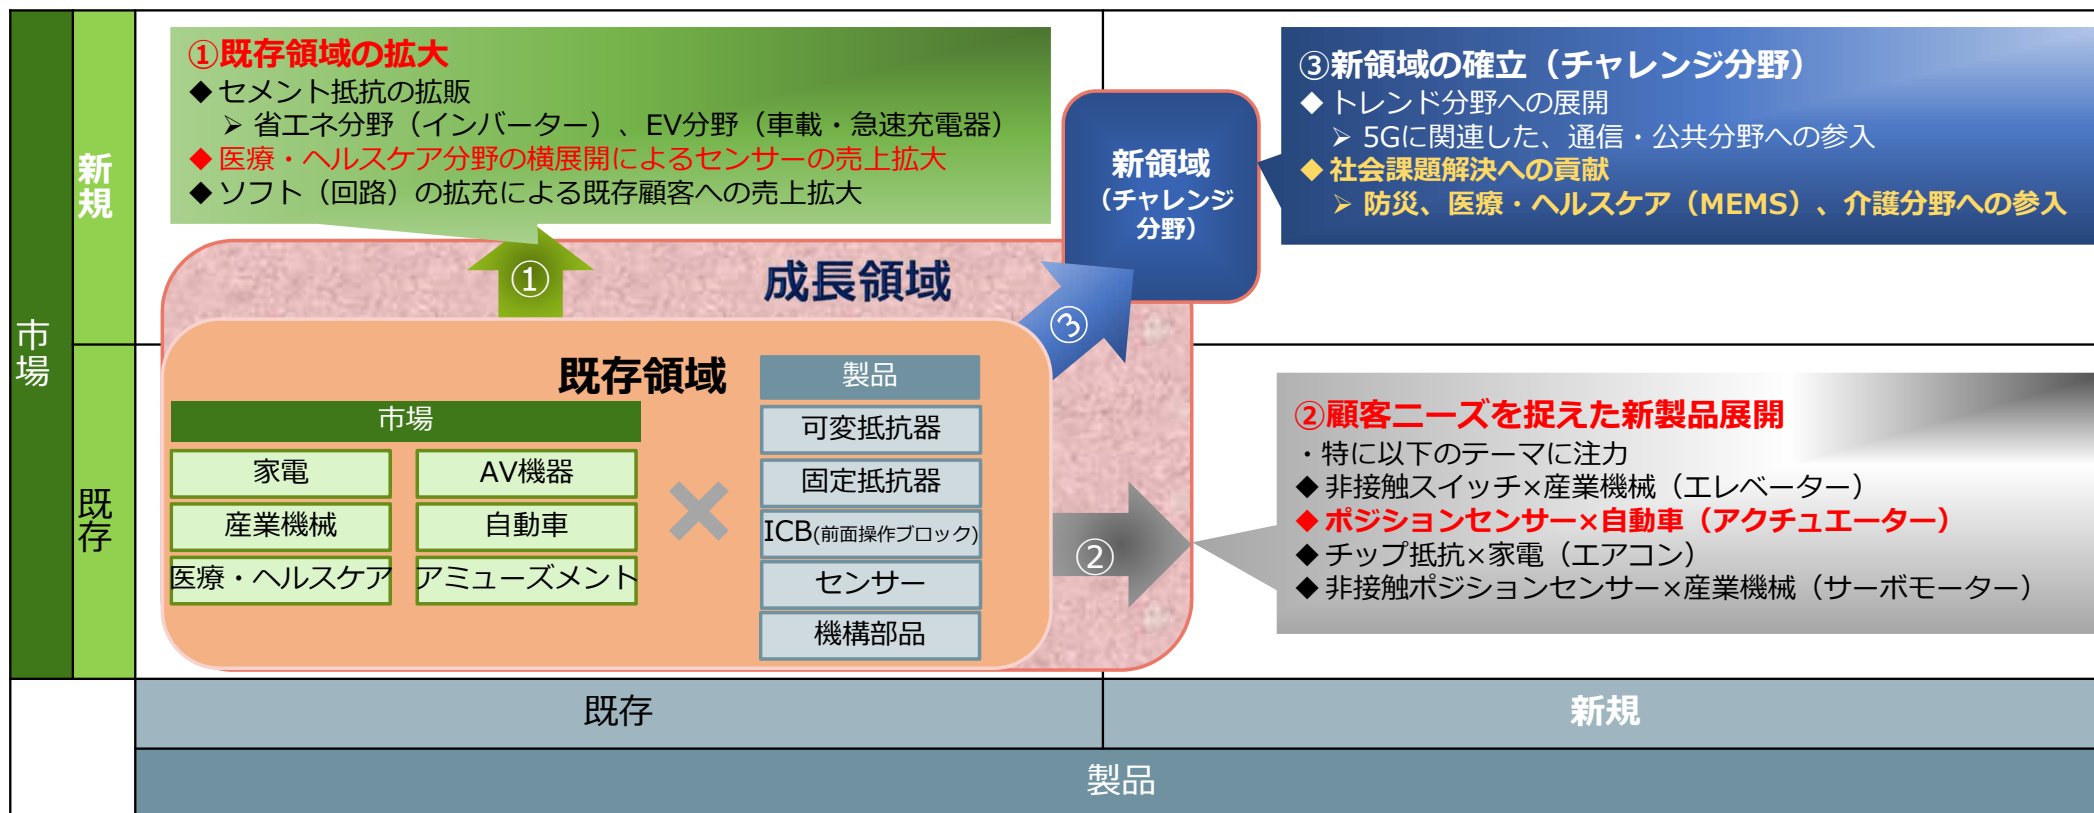 市場
新規
既存
①既存領域の拡大
◆セメント抵抗の拡販
➢ 省エネ分野（インバーター）、EV分野（車載・急速充電器）
◆医療・ヘルスケア分野の横展開によるセンサーの売上拡大
◆ソフト（回路）の拡充による既存顧客への売上拡大
新領域
（チャレンジ
分野）
③新領域の確立（チャレンジ分野）
◆トレンド分野への展開
➢ 5Gに関連した、通信・公共分野への参入
◆社会課題解決への貢献
➢ 防災、医療・ヘルスケア（MEMS）、介護分野への参入
①
成長領域
③
既存領域
市場
家電
AV機器
産業機械
自動車
医療・ヘルスケア
アミューズメント
×
製品
可変抵抗器
固定抵抗器
ICB(前面操作ブロック)
センサー
機構部品
②
②顧客ニーズを捉えた新製品展開
・特に以下のテーマに注力
◆非接触スイッチ×産業機械（エレベーター）
◆ポジションセンサー×自動車（アクチュエーター）
◆チップ抵抗×家電（エアコン）
◆非接触ポジションセンサー×産業機械（サーボモーター）
既存
新規
製品